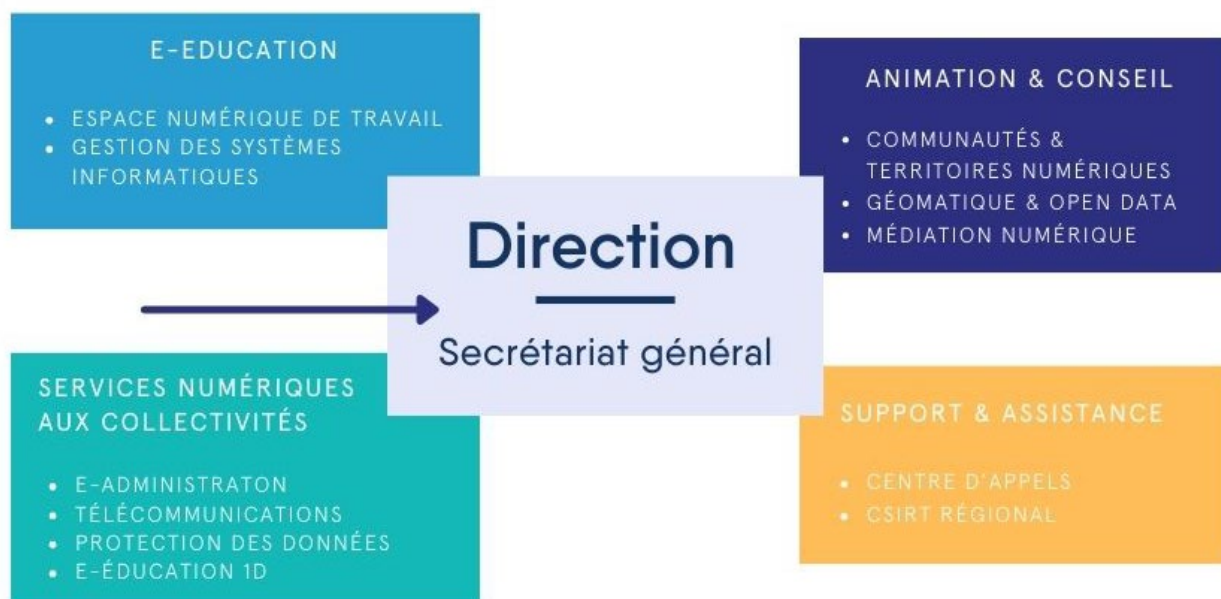 E-EDUCATION
• ESPACE NUMÉRIQUE DE TRAVAIL
• GESTION DES SYSTÈMES
INFORMATIQUES
ANIMATION & CONSEIL
• COMMUNAUTÉS &
TERRITOIRES NUMÉRIQUES
• GÉOMATIQUE & OPEN DATA
• MÉDIATION NUMÉRIQUE
Direction
Secrétariat général
SERVICES NUMÉRIQUES
AUX COLLECTIVITÉS
• E-ADMINISTRATON
• TÉLÉCOMMUNICATIONS
• PROTECTION DES DONNÉES
• E-ÉDUCATION 1D
SUPPORT & ASSISTANCE
• CENTRE D'APPELS
• CSIRT RÉGIONAL